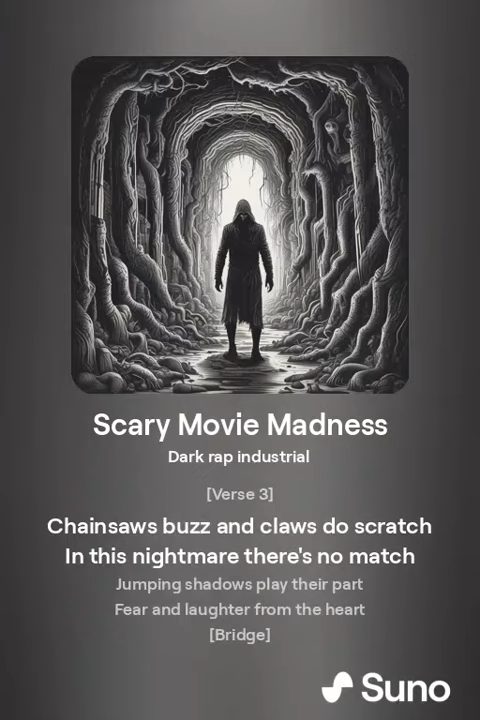 Scary Movie Madness
Dark rap industrial
[Verse 3]
Chainsaws buzz and claws do scratch
In this nightmare there's no match
Jumping shadows play their part
Fear and laughter from the heart
[Bridge]
Suno